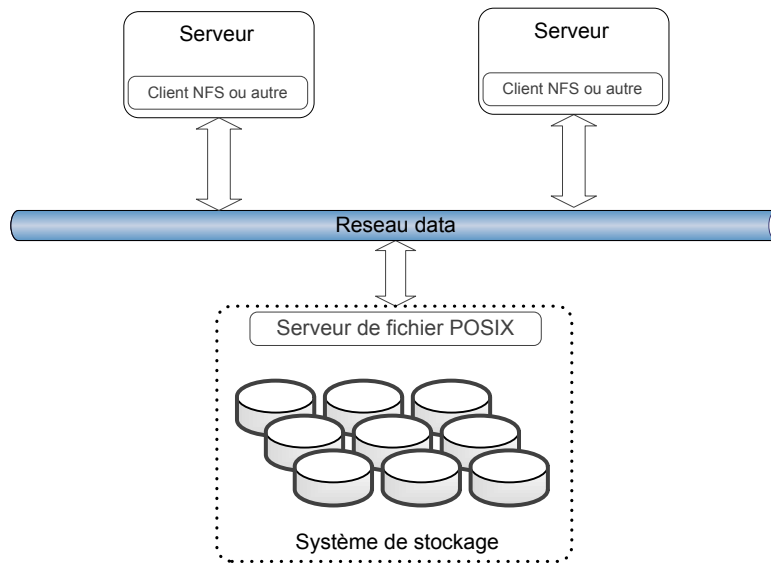 Serveur
Client NFS ou autre
Serveur
Client NFS ou autre
Reseau data
Serveur de fichier POSIX
Système de stockage